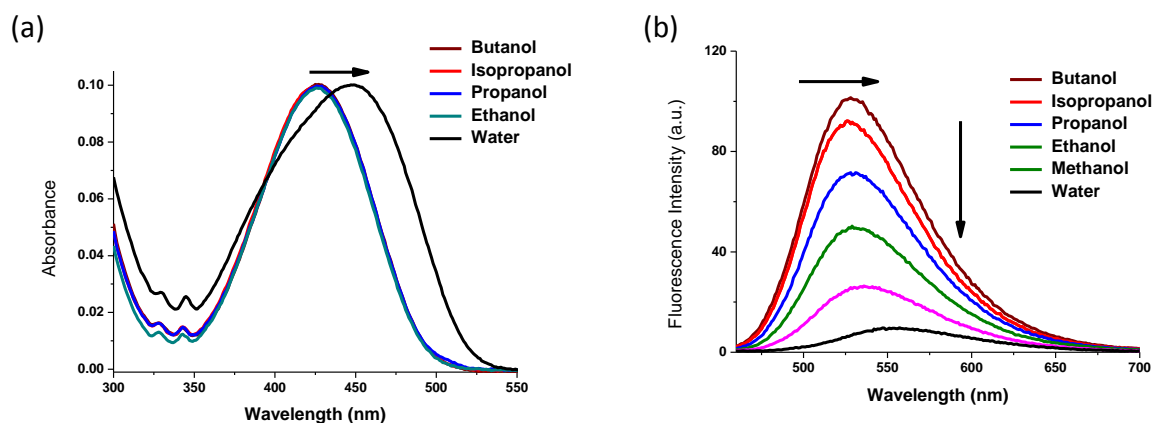 (a)
Butanol
Isopropanol
Propanol
Ethanol
Water
0.10
0.08
0.06
0.04
0.02
0.00
Absorbance
300
350
400
450
500
550
Wavelength (nm)
(b)
120
80
40
0
Fluorescence Intensity (a.u.)
Butanol
Isopropanol
Propanol
Ethanol
Methanol
Water
500
550
600
650
700
Wavelength (nm)